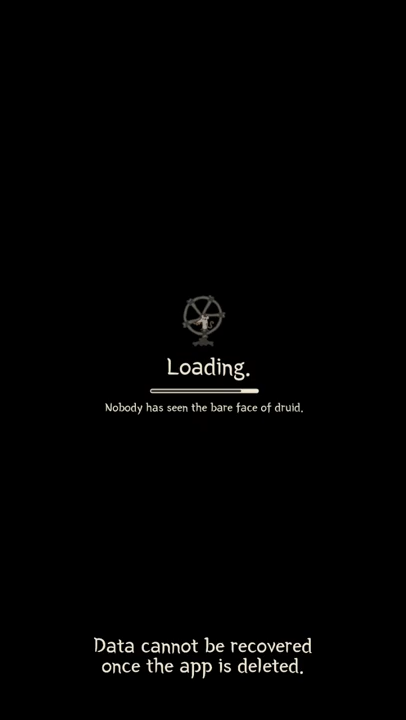 Loading.
Nobody has seen the bare face of druid.
Data cannot be recovered
once the app is deleted.